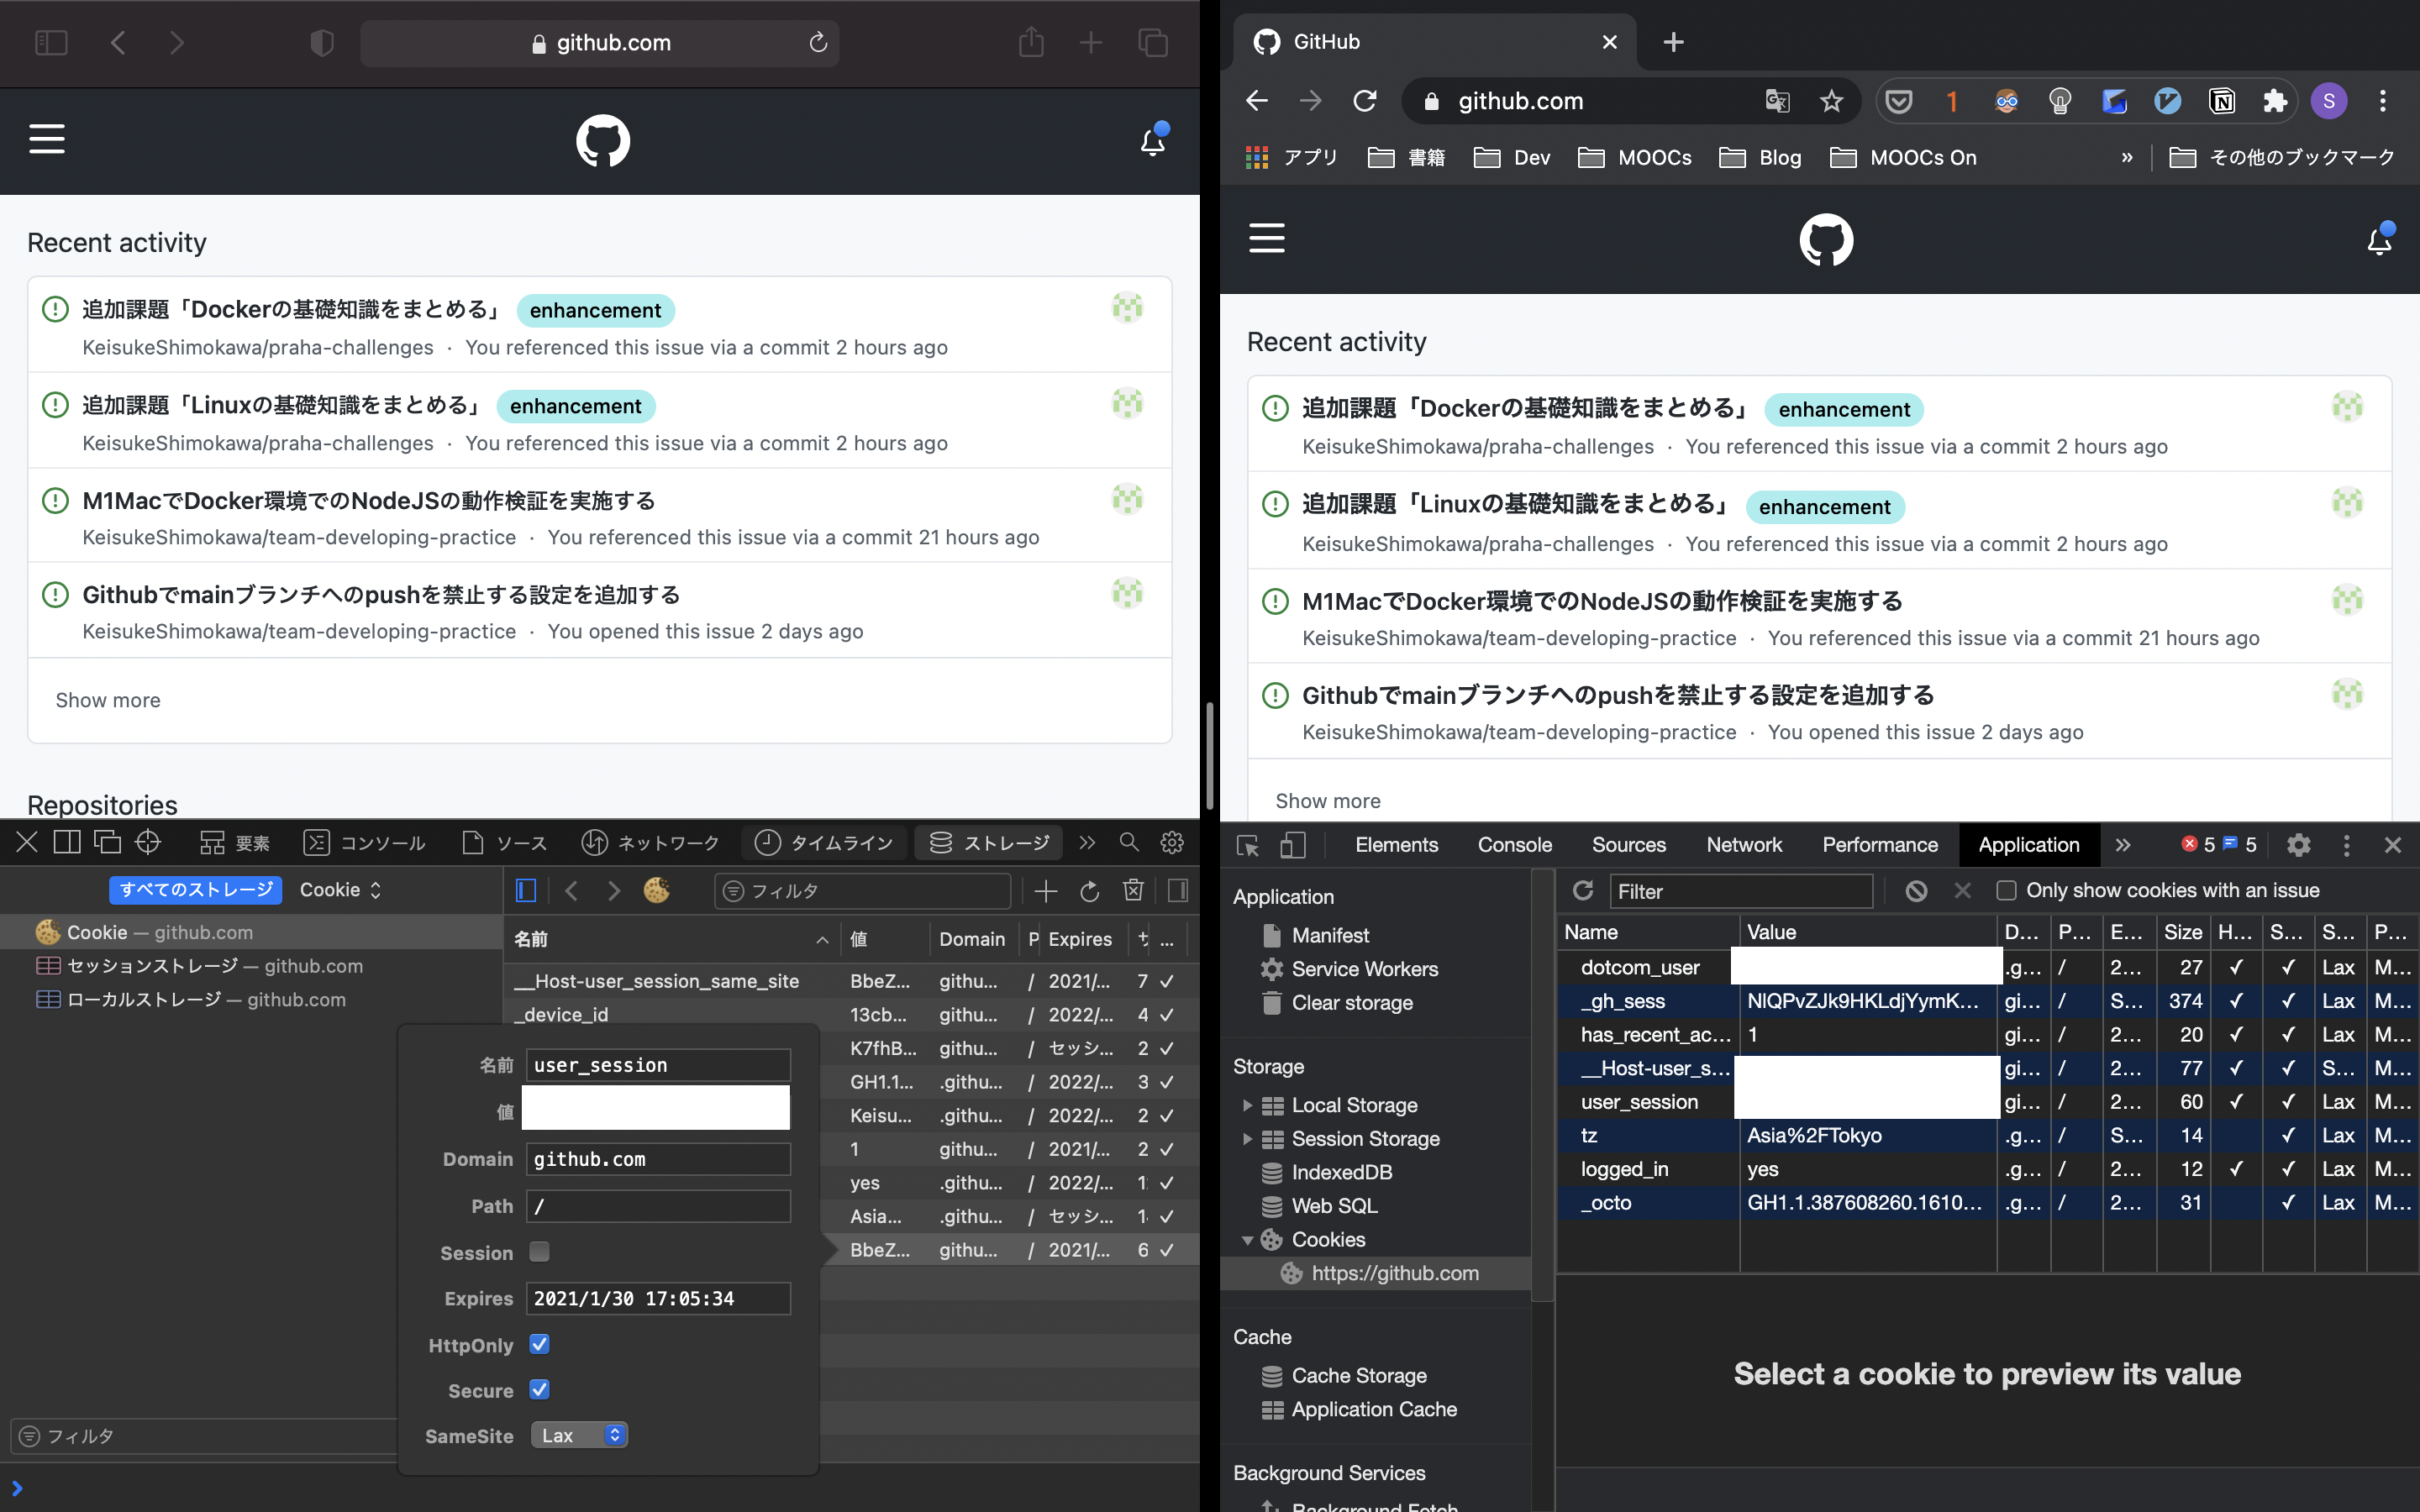 github.com
Recent activity
追加課題「Dockerの基礎知識をまとめる」 enhancement
KeisukeShimokawa/praha-challenges · You referenced this issue via a commit 2 hours ago
追加課題「Linuxの基礎知識をまとめる」 enhancement
KeisukeShimokawa/praha-challenges · You referenced this issue via a commit 2 hours ago
M1MacでDocker環境でのNodeJSの動作検証を実施する
KeisukeShimokawa/team-developing-practice · You referenced this issue via a commit 21 hours ago
Githubでmainブランチへのpushを禁止する設定を追加する
KeisukeShimokawa/team-developing-practice · You opened this issue 2 days ago
Show more
Repositories
要素 コンソール ソース ネットワーク タイムライン ストレージ
すべてのストレージ Cookie
フィルタ
Cookie — github.com
セッションストレージ — github.com
ローカルストレージ — github.com
名前 値 Domain P Expires サ ...
__Host-user_session_same_site BbeZ... githu... / 2021/... 7 ✓
_device_id 13cb... githu... / 2022/... 4 ✓
K7fhB... githu... / セッシ... 2 ✓
GH1.1... .githu... / 2022/... 3 ✓
Keisu... .githu... / 2022/... 2 ✓
1 githu... / 2021/... 2 ✓
yes .githu... / 2022/... 1 ✓
Asia... .githu... / セッシ... 1 ✓
BbeZ... githu... / 2021/... 6 ✓
名前 user_session
値
Domain github.com
Path /
Session
Expires 2021/1/30 17:05:34
HttpOnly
Secure
SameSite Lax
フィルタ
GitHub
github.com
1
S
アプリ 書籍 Dev MOOCs Blog MOOCs On » その他のブックマーク
Recent activity
追加課題「Dockerの基礎知識をまとめる」 enhancement
KeisukeShimokawa/praha-challenges · You referenced this issue via a commit 2 hours ago
追加課題「Linuxの基礎知識をまとめる」 enhancement
KeisukeShimokawa/praha-challenges · You referenced this issue via a commit 2 hours ago
M1MacでDocker環境でのNodeJSの動作検証を実施する
KeisukeShimokawa/team-developing-practice · You referenced this issue via a commit 21 hours ago
Githubでmainブランチへのpushを禁止する設定を追加する
KeisukeShimokawa/team-developing-practice · You opened this issue 2 days ago
Show more
Elements Console Sources Network Performance Application » 5 5
Application
Manifest
Service Workers
Clear storage
Storage
Local Storage
Session Storage
IndexedDB
Web SQL
Cookies
https://github.com
Cache
Cache Storage
Application Cache
Background Services
Background Fetch
Filter Only show cookies with an issue
Name Value D... P... E... Size H... S... S... P...
dotcom_user .g... / 2... 27 ✓ ✓ Lax M...
_gh_sess NlQPvZJk9HKLdjYymK... gi... / S... 374 ✓ ✓ Lax M...
has_recent_ac... 1 gi... / 2... 20 ✓ ✓ Lax M...
__Host-user_s... gi... / 2... 77 ✓ ✓ S... M...
user_session gi... / 2... 60 ✓ ✓ Lax M...
tz Asia%2FTokyo .g... / S... 14 ✓ Lax M...
logged_in yes .g... / 2... 12 ✓ ✓ Lax M...
_octo GH1.1.387608260.1610... .g... / 2... 31 ✓ Lax M...
Select a cookie to preview its value